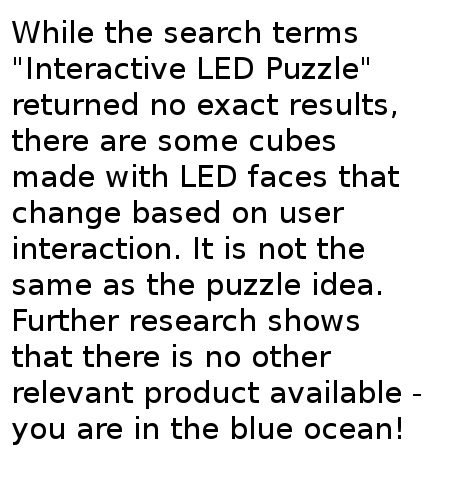 While the search terms
"Interactive LED Puzzle"
returned no exact results,
there are some cubes
made with LED faces that
change based on user
interaction. It is not the
same as the puzzle idea.
Further research shows
that there is no other
relevant product available -
you are in the blue ocean!